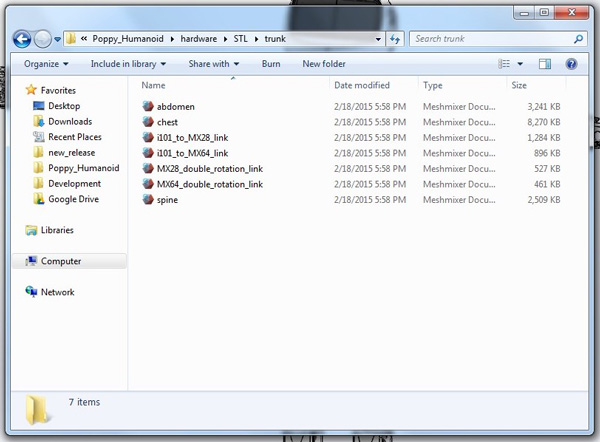 « Poppy_Humanoid ▸ hardware ▸ STL ▸ trunk ▸ Search trunk
Organize Include in library Share with Burn New folder
Favorites
Desktop
Downloads
Recent Places
new_release
Poppy_Humanoid
Development
Google Drive
Libraries
Computer
Network
Name Date modified Type Size
abdomen 2/18/2015 5:58 PM Meshmixer Docu... 3,241 KB
chest 2/18/2015 5:58 PM Meshmixer Docu... 8,270 KB
i101_to_MX28_link 2/18/2015 5:58 PM Meshmixer Docu... 1,284 KB
i101_to_MX64_link 2/18/2015 5:58 PM Meshmixer Docu... 896 KB
MX28_double_rotation_link 2/18/2015 5:58 PM Meshmixer Docu... 527 KB
MX64_double_rotation_link 2/18/2015 5:58 PM Meshmixer Docu... 461 KB
spine 2/18/2015 5:58 PM Meshmixer Docu... 2,509 KB
7 items